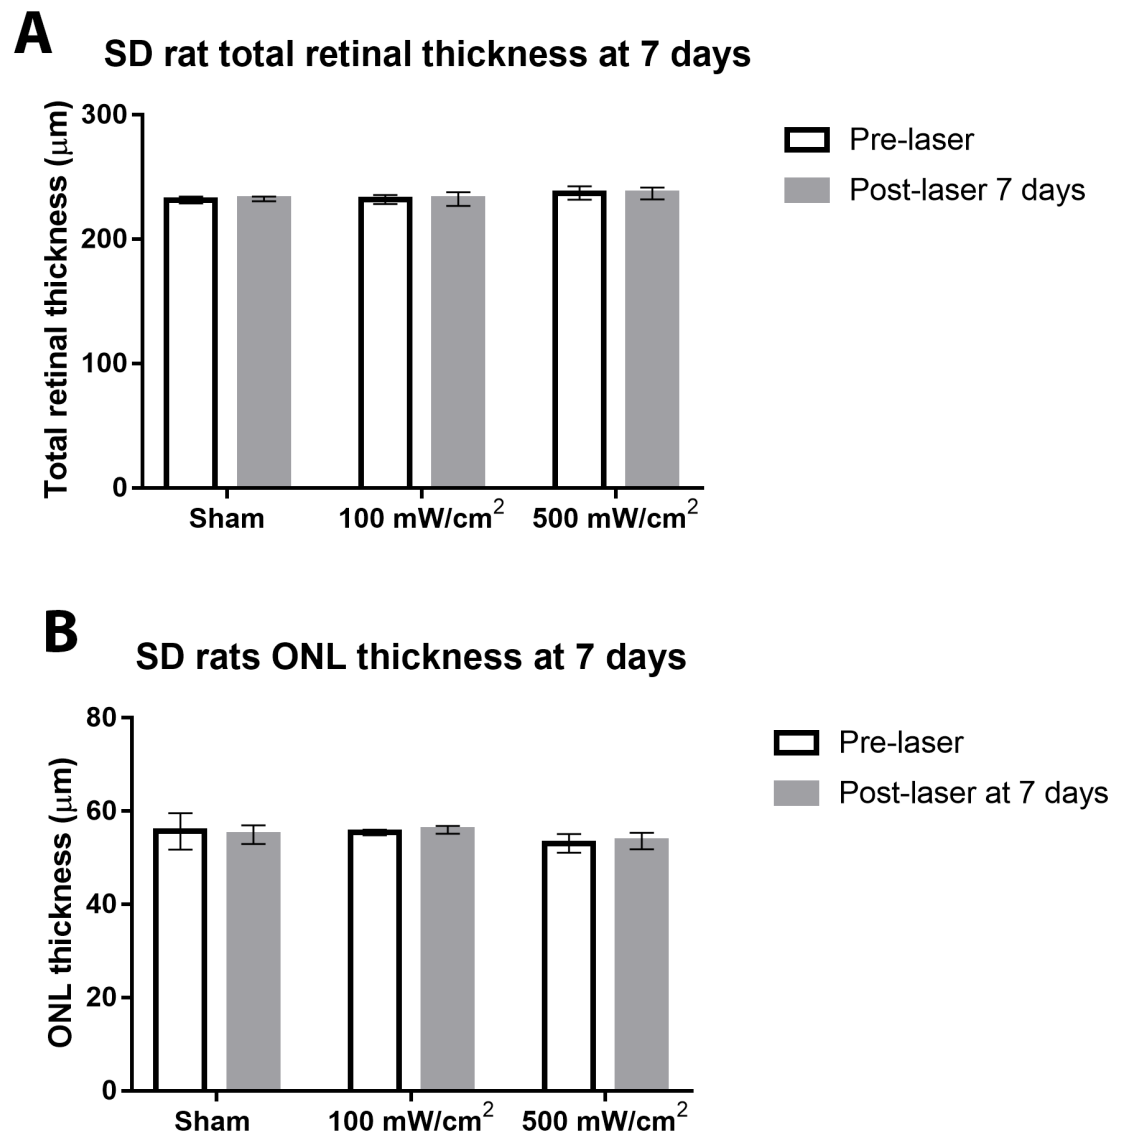 A
SD rat total retinal thickness at 7 days
Total retinal thickness (μm)
300
200
100
0
Sham
100 mW/cm²
500 mW/cm²
Pre-laser
Post-laser 7 days
B
SD rats ONL thickness at 7 days
ONL thickness (μm)
80
60
40
20
0
Sham
100 mW/cm²
500 mW/cm²
Pre-laser
Post-laser at 7 days